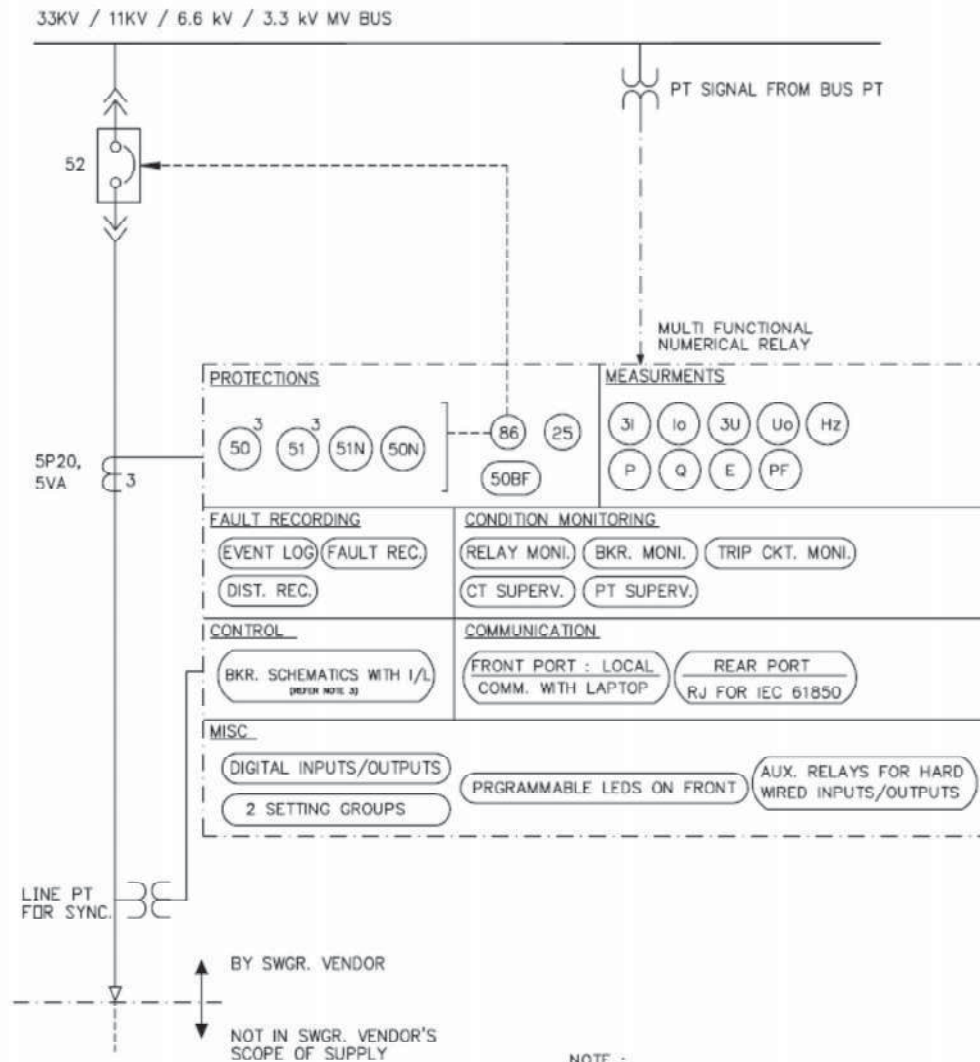 33KV / 11KV / 6.6 kV / 3.3 kV MV BUS
PT SIGNAL FROM BUS PT
52
MULTI FUNCTIONAL
NUMERICAL RELAY
PROTECTIONS
50 3
51 3
51N
50N
86
25
50BF
MEASURMENTS
3I
Io
3U
Uo
Hz
P
Q
E
PF
5P20,
5VA
3
FAULT RECORDING
EVENT LOG
FAULT REC.
DIST. REC.
CONDITION MONITORING
RELAY MONI.
BKR. MONI.
TRIP CKT. MONI.
CT SUPERV.
PT SUPERV.
CONTROL
BKR. SCHEMATICS WITH I/L
(REFER NOTE 3)
COMMUNICATION
FRONT PORT : LOCAL
COMM. WITH LAPTOP
REAR PORT
RJ FOR IEC 61850
MISC
DIGITAL INPUTS/OUTPUTS
2 SETTING GROUPS
PRGRAMMABLE LEDS ON FRONT
AUX. RELAYS FOR HARD
WIRED INPUTS/OUTPUTS
LINE PT
FOR SYNC.
BY SWGR. VENDOR
NOT IN SWGR. VENDOR'S
SCOPE OF SUPPLY
NOTE :